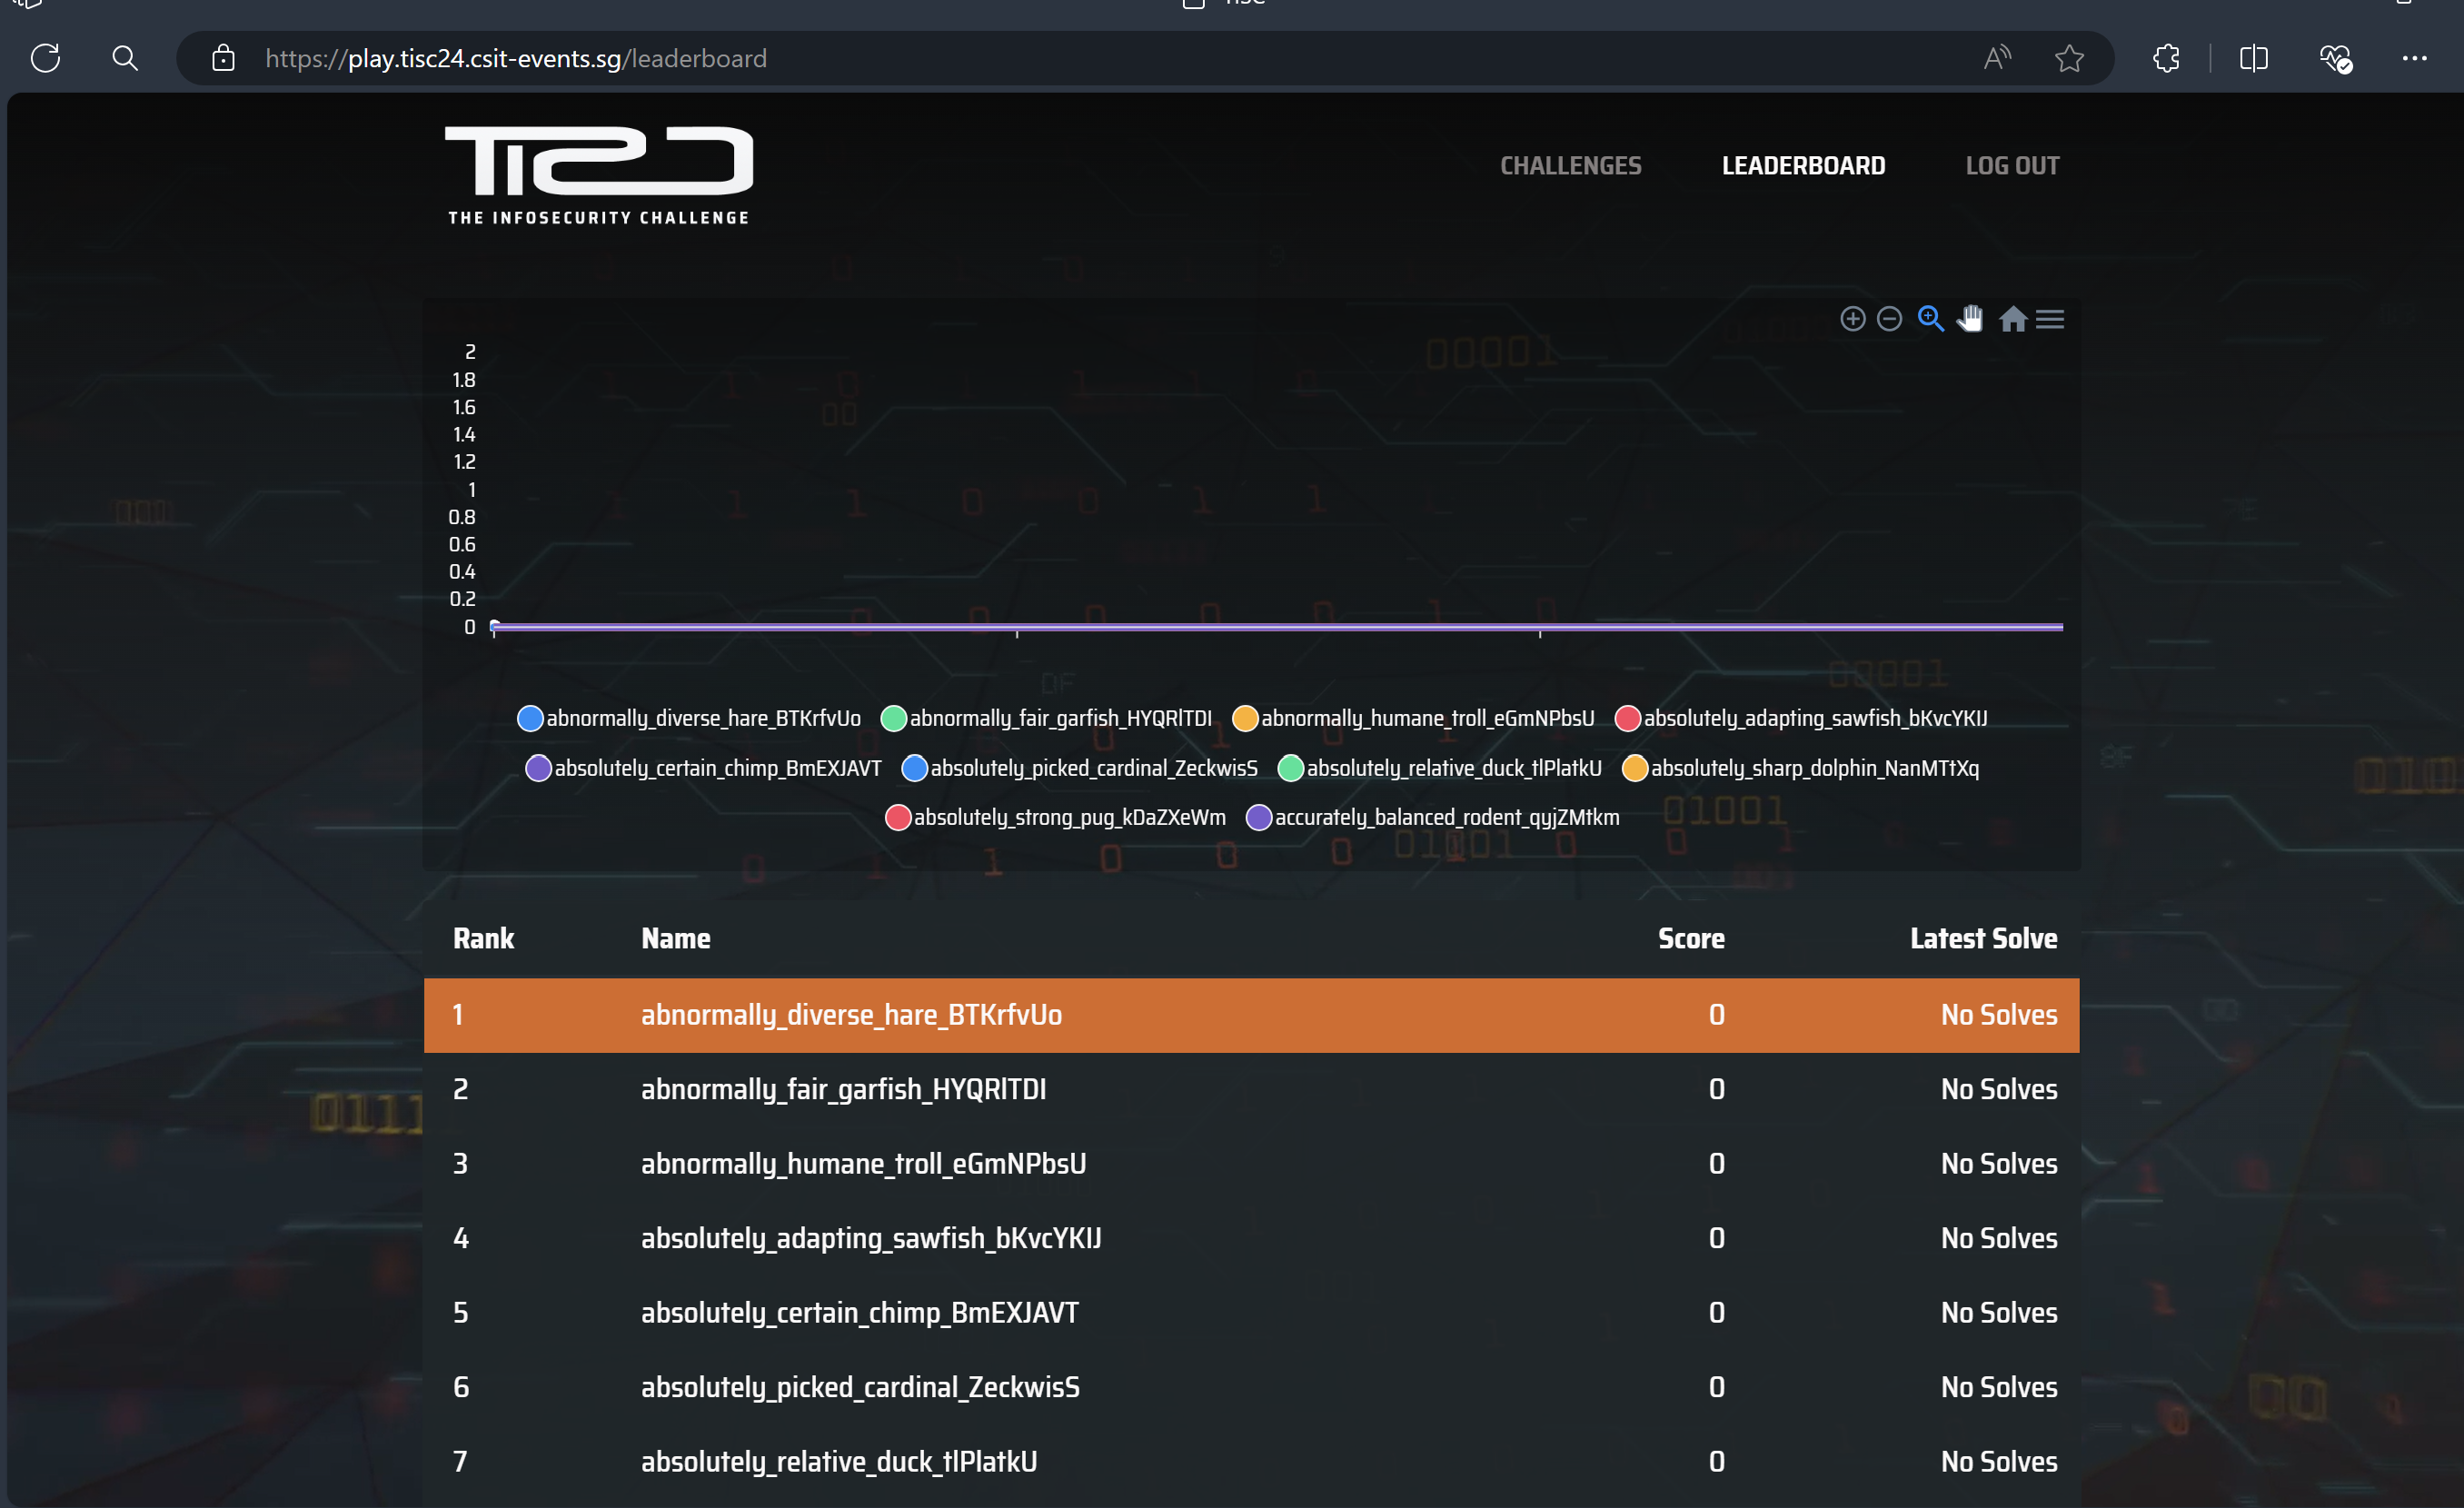 https://play.tisc24.csit-events.sg/leaderboard
TISC
THE INFOSECURITY CHALLENGE
CHALLENGES LEADERBOARD LOG OUT
2
1.8
1.6
1.4
1.2
1
0.8
0.6
0.4
0.2
0
abnormally_diverse_hare_BTKrfvUo abnormally_fair_garfish_HYQRlTDI abnormally_humane_troll_eGmNPbsU absolutely_adapting_sawfish_bKvcYKIJ
absolutely_certain_chimp_BmEXJAVT absolutely_picked_cardinal_ZeckwisS absolutely_relative_duck_tlPlatkU absolutely_sharp_dolphin_NanMTtXq
absolutely_strong_pug_kDaZXeWm accurately_balanced_rodent_qyjZMtkm
Rank Name Score Latest Solve
1 abnormally_diverse_hare_BTKrfvUo 0 No Solves
2 abnormally_fair_garfish_HYQRlTDI 0 No Solves
3 abnormally_humane_troll_eGmNPbsU 0 No Solves
4 absolutely_adapting_sawfish_bKvcYKIJ 0 No Solves
5 absolutely_certain_chimp_BmEXJAVT 0 No Solves
6 absolutely_picked_cardinal_ZeckwisS 0 No Solves
7 absolutely_relative_duck_tlPlatkU 0 No Solves